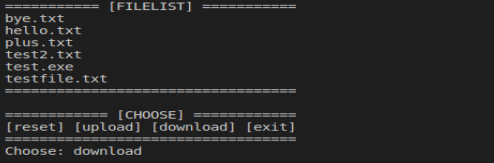 =========== [FILELIST] ===========
bye.txt
hello.txt
plus.txt
test2.txt
test.exe
testfile.txt
==================================
============ [CHOOSE] ============
[reset] [upload] [download] [exit]
==================================
Choose: download